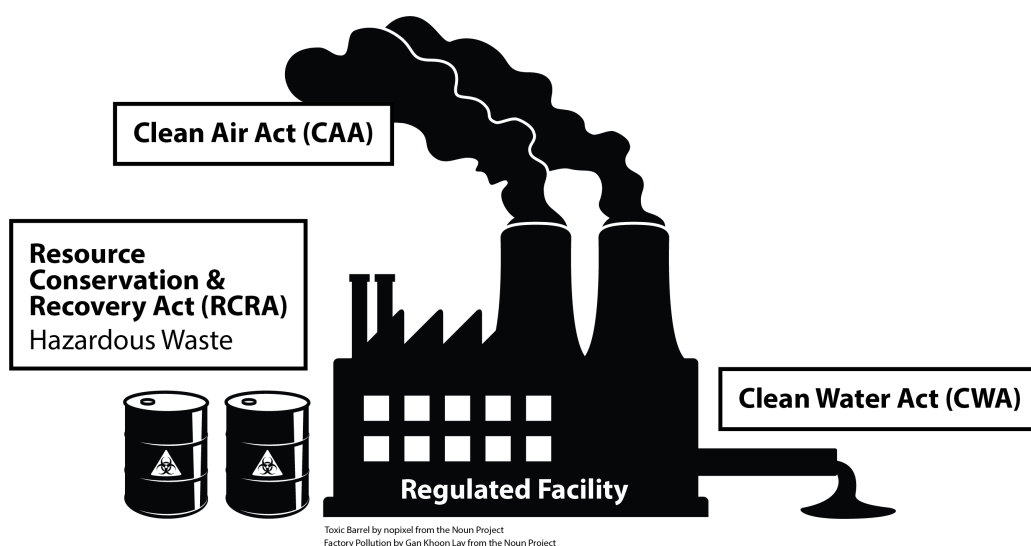 Clean Air Act (CAA)
Resource
Conservation &
Recovery Act (RCRA)
Hazardous Waste
Clean Water Act (CWA)
Regulated Facility
Toxic Barrel by nopixel from the Noun Project
Factory Pollution by Gan Khoon Lay from the Noun Project